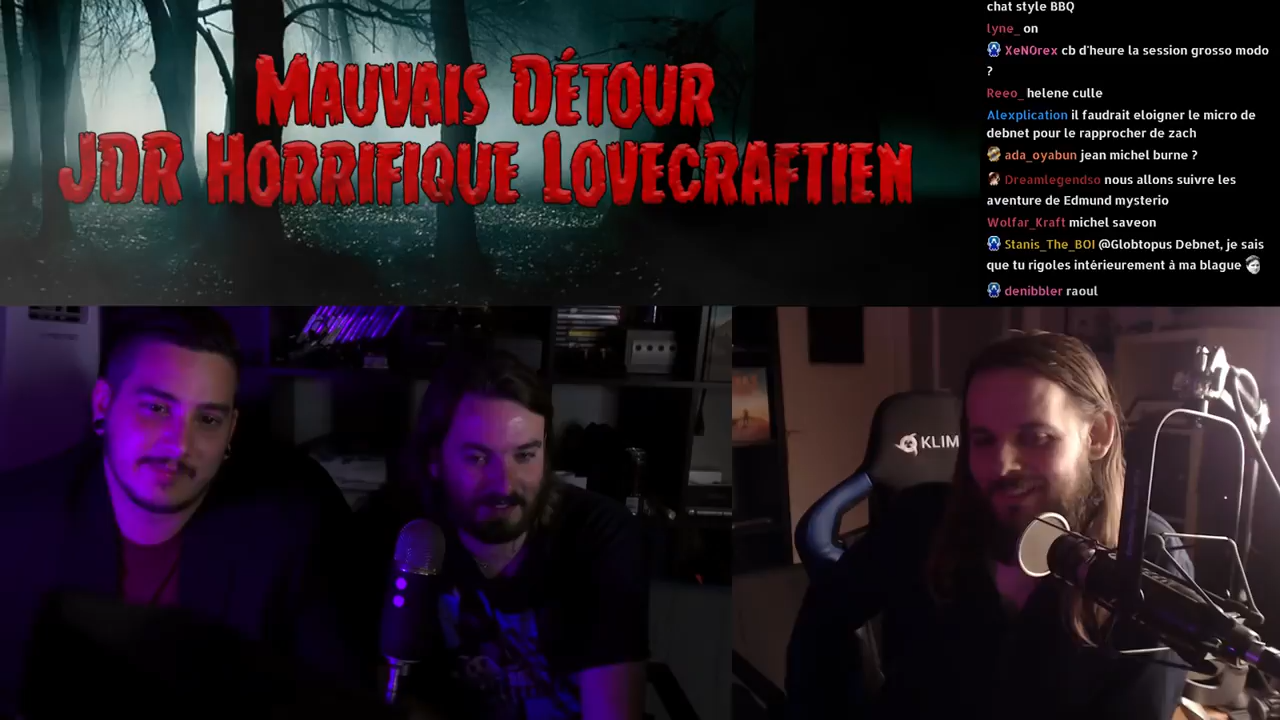 MAUVAIS DÉTOUR
JDR HORRIFIQUE LOVECRAFTIEN
chat style BBQ
lyne_ on
XeN0rex cb d'heure la session grosso modo
?
Reeo_ helene culle
Alexplication il faudrait eloigner le micro de
debnet pour le rapprocher de zach
ada_oyabun jean michel burne ?
Dreamlegendso nous allons suivre les
aventure de Edmund mysterio
Wolfar_Kraft michel saveon
Stanis_The_BOI @Globtopus Debnet, je sais
que tu rigoles intérieurement à ma blague
denibbler raoul
KLIM